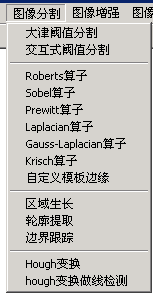 图像分割 图像增强 图像
大津阈值分割
交互式阈值分割
Roberts算子
Sobel算子
Prewitt算子
Laplacian算子
Gauss-Laplacian算子
Krisch算子
自定义模板边缘
区域生长
轮廓提取
边界跟踪
Hough变换
hough变换做线检测